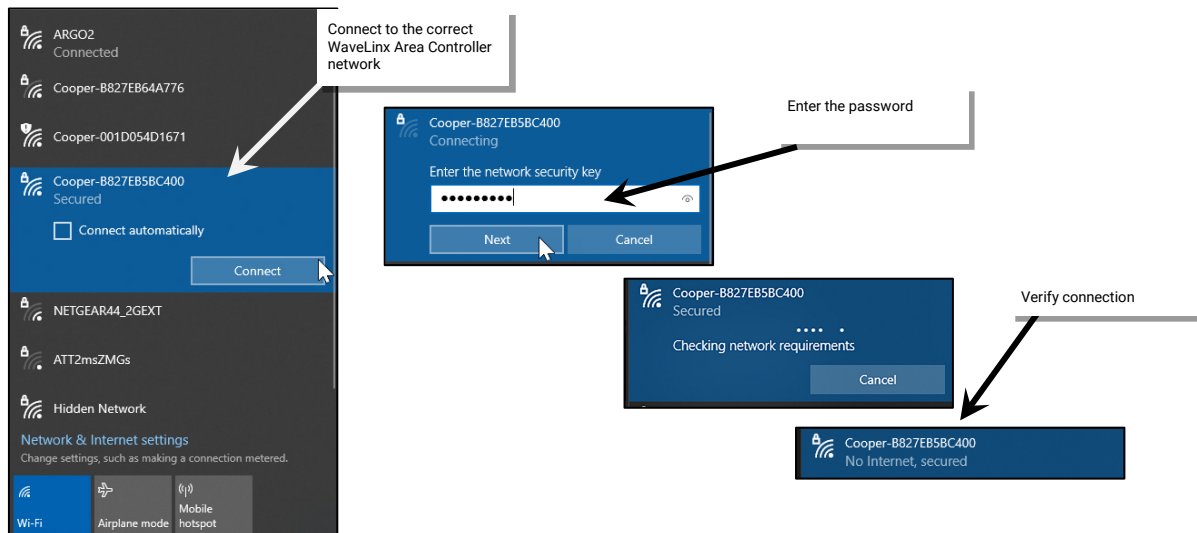 ARGO2
Connected
Cooper-B827EB64A776
Cooper-001D054D1671
Cooper-B827EB5BC400
Secured
Connect automatically
Connect
NETGEAR44_2GEXT
ATT2msZMGs
Hidden Network
Network & Internet settings
Change settings, such as making a connection metered.
Wi-Fi
Airplane mode
Mobile
hotspot
Connect to the correct
WaveLinx Area Controller
network
Cooper-B827EB5BC400
Connecting
Enter the network security key
Next
Cancel
Enter the password
Cooper-B827EB5BC400
Secured
Checking network requirements
Cancel
Verify connection
Cooper-B827EB5BC400
No Internet, secured